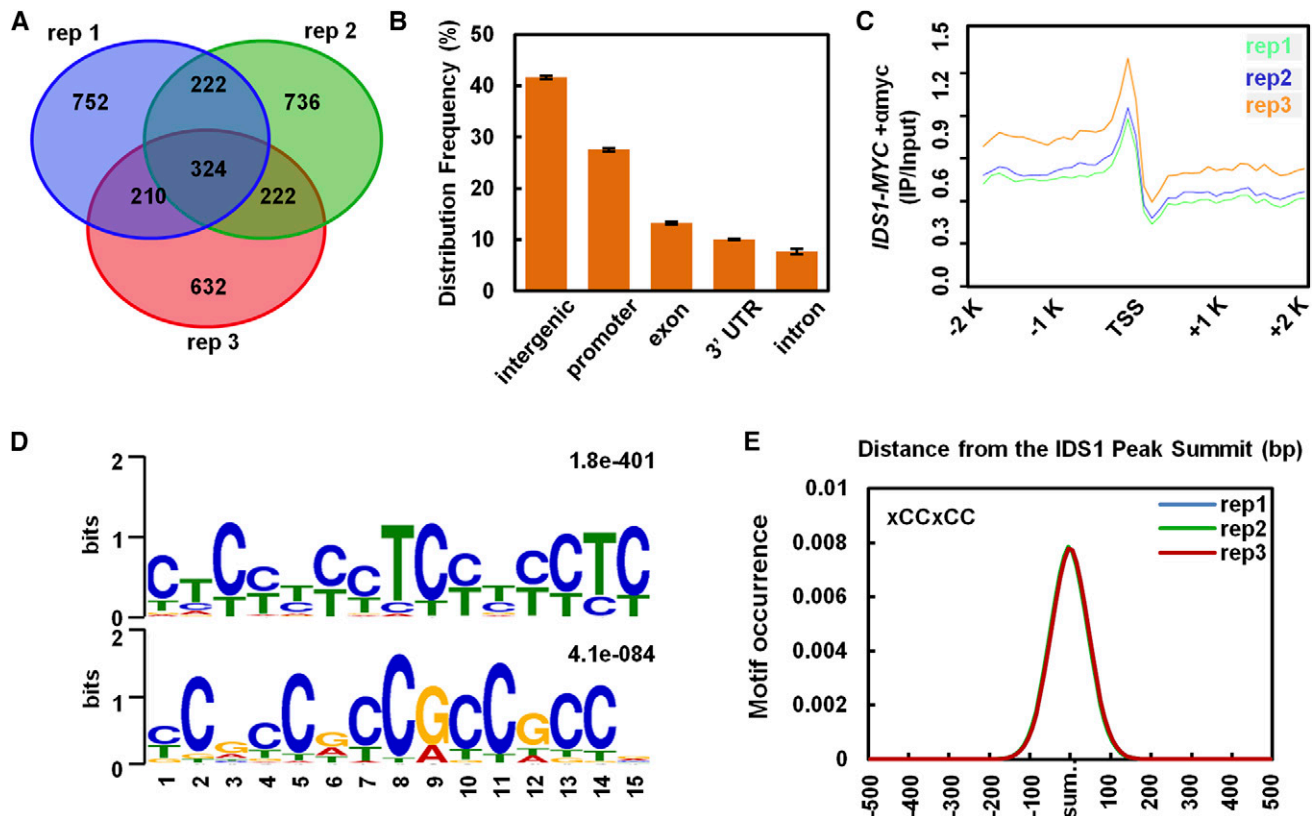 A
rep 1
rep 2
752
222
736
324
210
222
632
rep 3
B
Distribution Frequency (%)
50
40
30
20
10
0
intergenic
promoter
exon
3' UTR
intron
C
IDS1-MYC +αmyc
(IP/Input)
1.5
1.2
0.9
0.6
0.3
0.0
rep1
rep2
rep3
-2 K
-1 K
TSS
+1 K
+2 K
D
bits
2
1
0
1.8e-401
bits
2
1
0
4.1e-084
1 2 3 4 5 6 7 8 9 10 11 12 13 14 15
E
Distance from the IDS1 Peak Summit (bp)
Motif occurrence
0.01
0.008
0.006
0.004
0.002
0
xCCxCC
rep1
rep2
rep3
-500 -400 -300 -200 -100 sum. 100 200 300 400 500